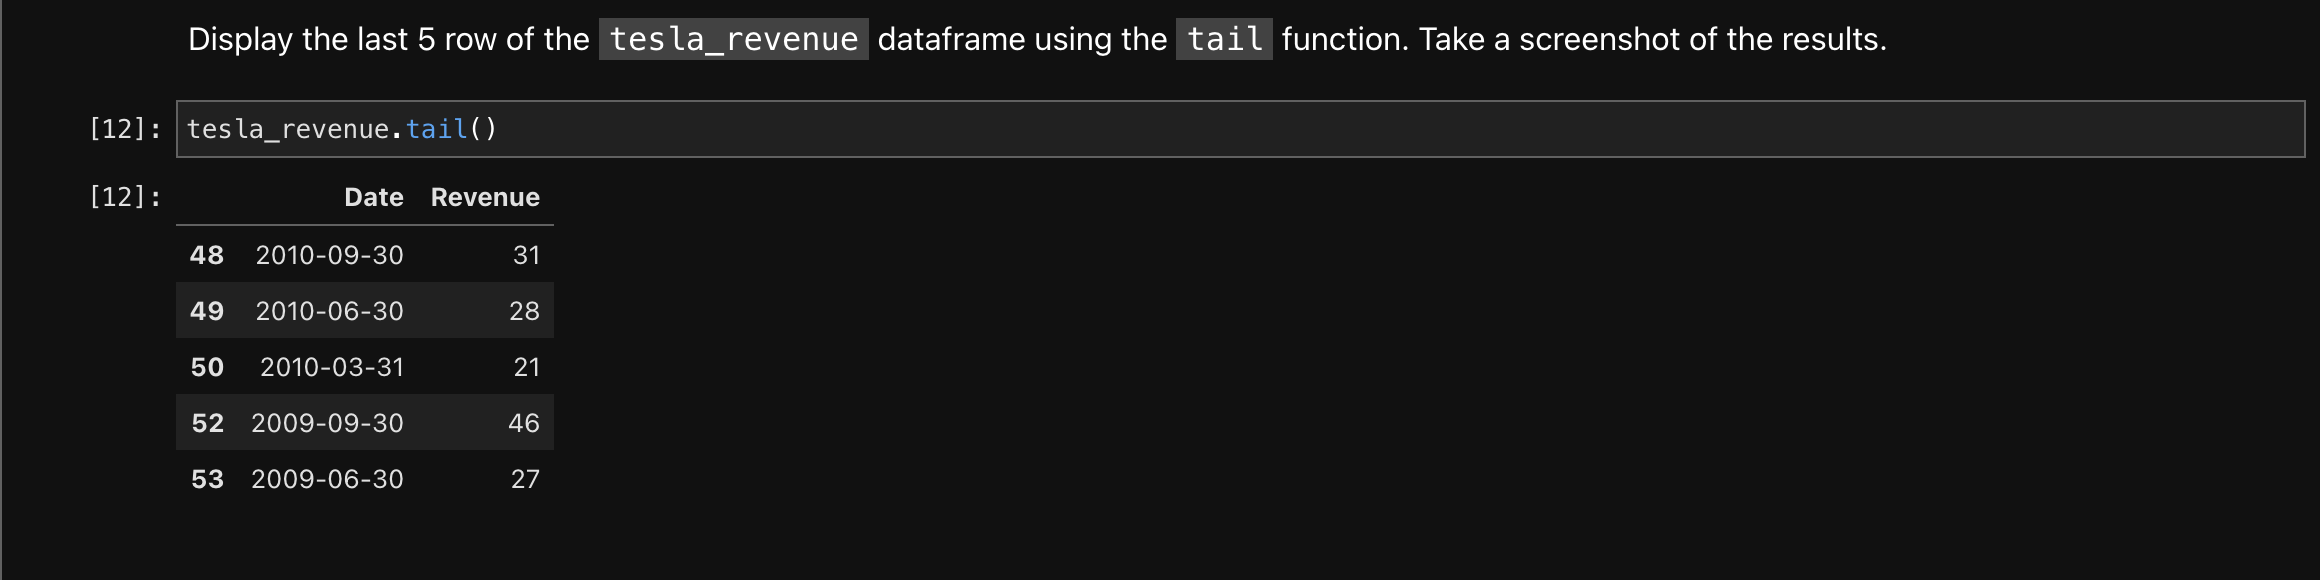 Display the last 5 row of the tesla_revenue dataframe using the tail function. Take a screenshot of the results.
[12]: tesla_revenue.tail()
[12]: Date Revenue
48 2010-09-30 31
49 2010-06-30 28
50 2010-03-31 21
52 2009-09-30 46
53 2009-06-30 27